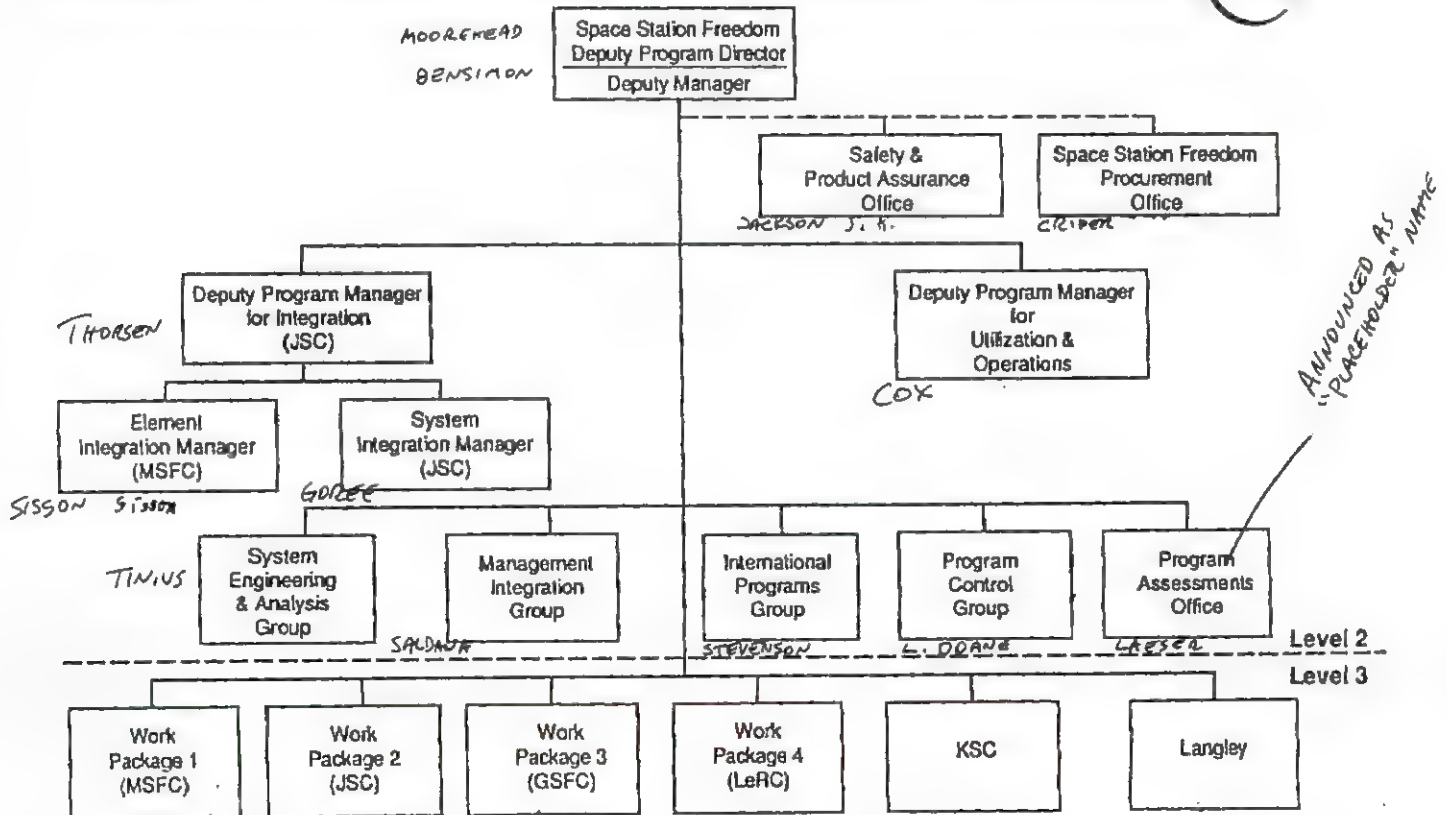 MOOREHEAD
BENSIMON
Space Station Freedom
Deputy Program Director
Deputy Manager
Safety &
Product Assurance
Office
JACKSON J. K.
Space Station Freedom
Procurement
Office
ANNOUNCED AS
"PLACEHOLDER" NAME
THORSEN
Deputy Program Manager
for Integration
(JSC)
Deputy Program Manager
for
Utilization &
Operations
COX
Element
Integration Manager
(MSFC)
SISSON SISSON
System
Integration Manager
(JSC)
GOREE
TINIUS
System
Engineering
& Analysis
Group
Management
Integration
Group
SALDANA
International
Programs
Group
STEVENSON
Program
Control
Group
L. DOANE
Program
Assessments
Office
LAESER
Level 2
Level 3
Work
Package 1
(MSFC)
Work
Package 2
(JSC)
Work
Package 3
(GSFC)
Work
Package 4
(LeRC)
KSC
Langley